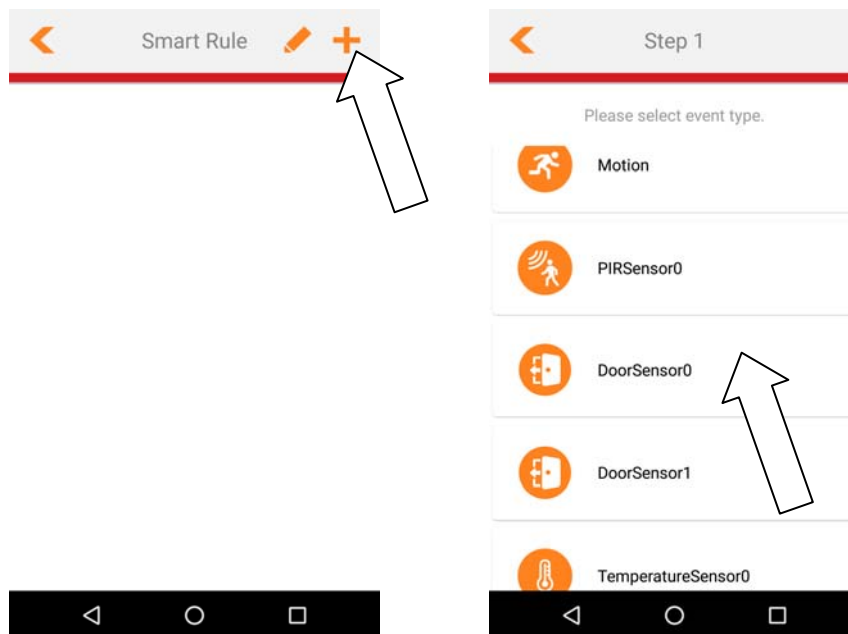 Smart Rule
Step 1
Please select event type.
Motion
PIRSensor0
DoorSensor0
DoorSensor1
TemperatureSensor0